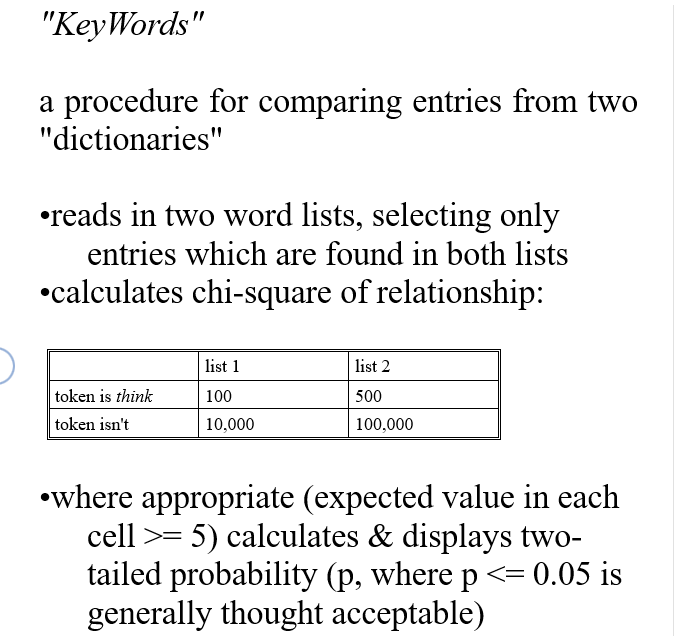 "KeyWords"
a procedure for comparing entries from two
"dictionaries"
•reads in two word lists, selecting only
entries which are found in both lists
•calculates chi-square of relationship:
list 1 list 2
token is think 100 500
token isn't 10,000 100,000
•where appropriate (expected value in each
cell >= 5) calculates & displays two-
tailed probability (p, where p <= 0.05 is
generally thought acceptable)